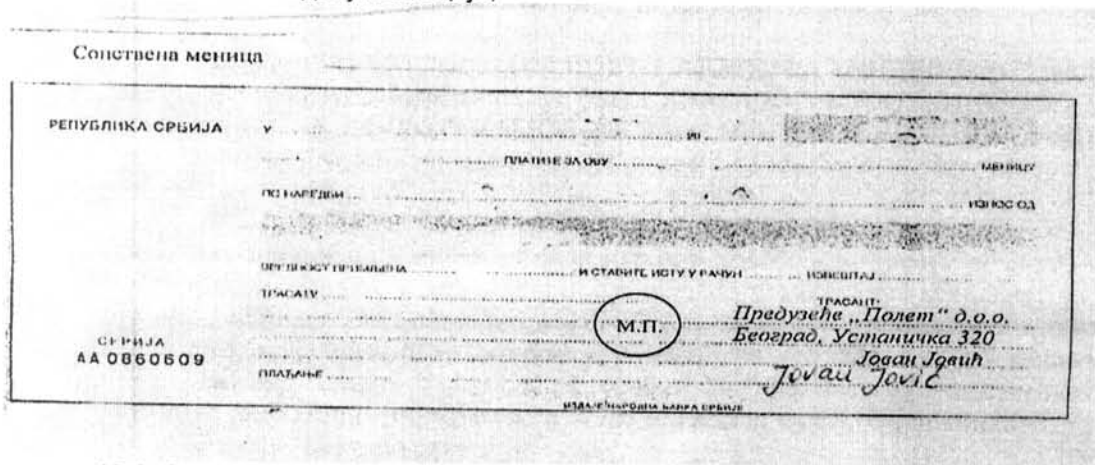 Сопствена меница
РЕПУБЛИКА СРБИЈА У
ПЛАТИТЕ ЗА ОВУ МЕНИЦУ
ПО НАРЕДБИ ИЗНОС ОД
ВРЕДНОСТ ПРИМЉЕНА И СТАВИТЕ ИСТУ У РАЧУН ИЗВЕШТАЈ
ТРАСАТУ ТРАСАНТ:
М.П. Предузеће „Полет“ д.о.о.
Београд, Устаничка 320
СЕРИЈА Јован Јовић
АА 0860609
ПЛАЋАЊЕ Jovan Jović
ИЗДАЈЕ НАРОДНА БАНКА СРБИЈЕ